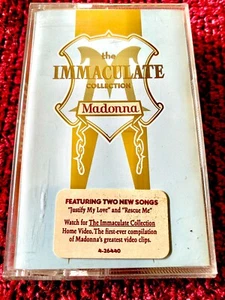 the
IMMACULATE
COLLECTION
Madonna
FEATURING TWO NEW SONGS
"Justify My Love" and "Rescue Me"
Watch for The Immaculate Collection
Home Video. The first-ever compilation
of Madonna's greatest video clips.
4-26440